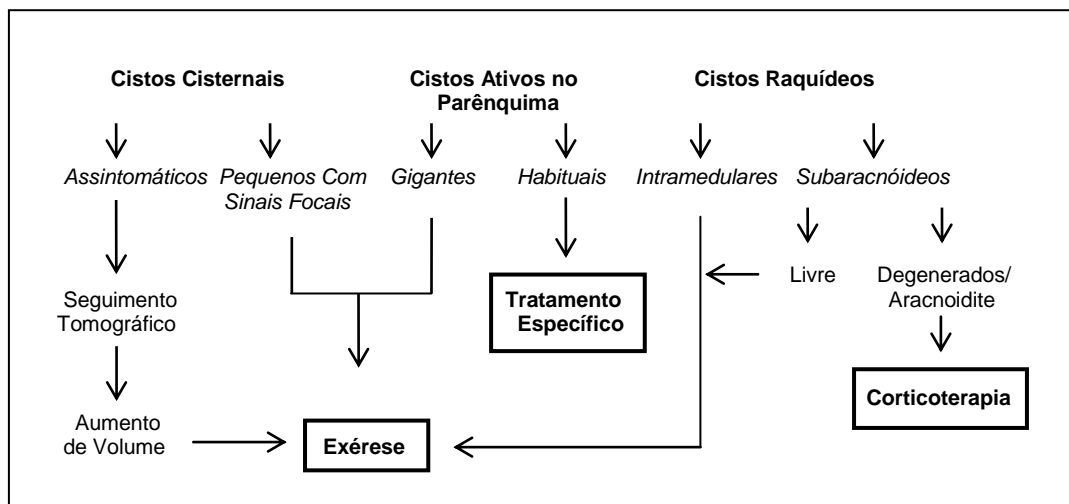 Cistos Cisternais
Cistos Ativos no
Parênquima
Cistos Raquídeos
Assintomáticos
Pequenos Com
Sinais Focais
Gigantes
Habituais
Intramedulares
Subaracnóideos
Seguimento
Tomográfico
Tratamento
Específico
Livre
Degenerados/
Aracnoidite
Aumento
de Volume
Exérese
Corticoterapia